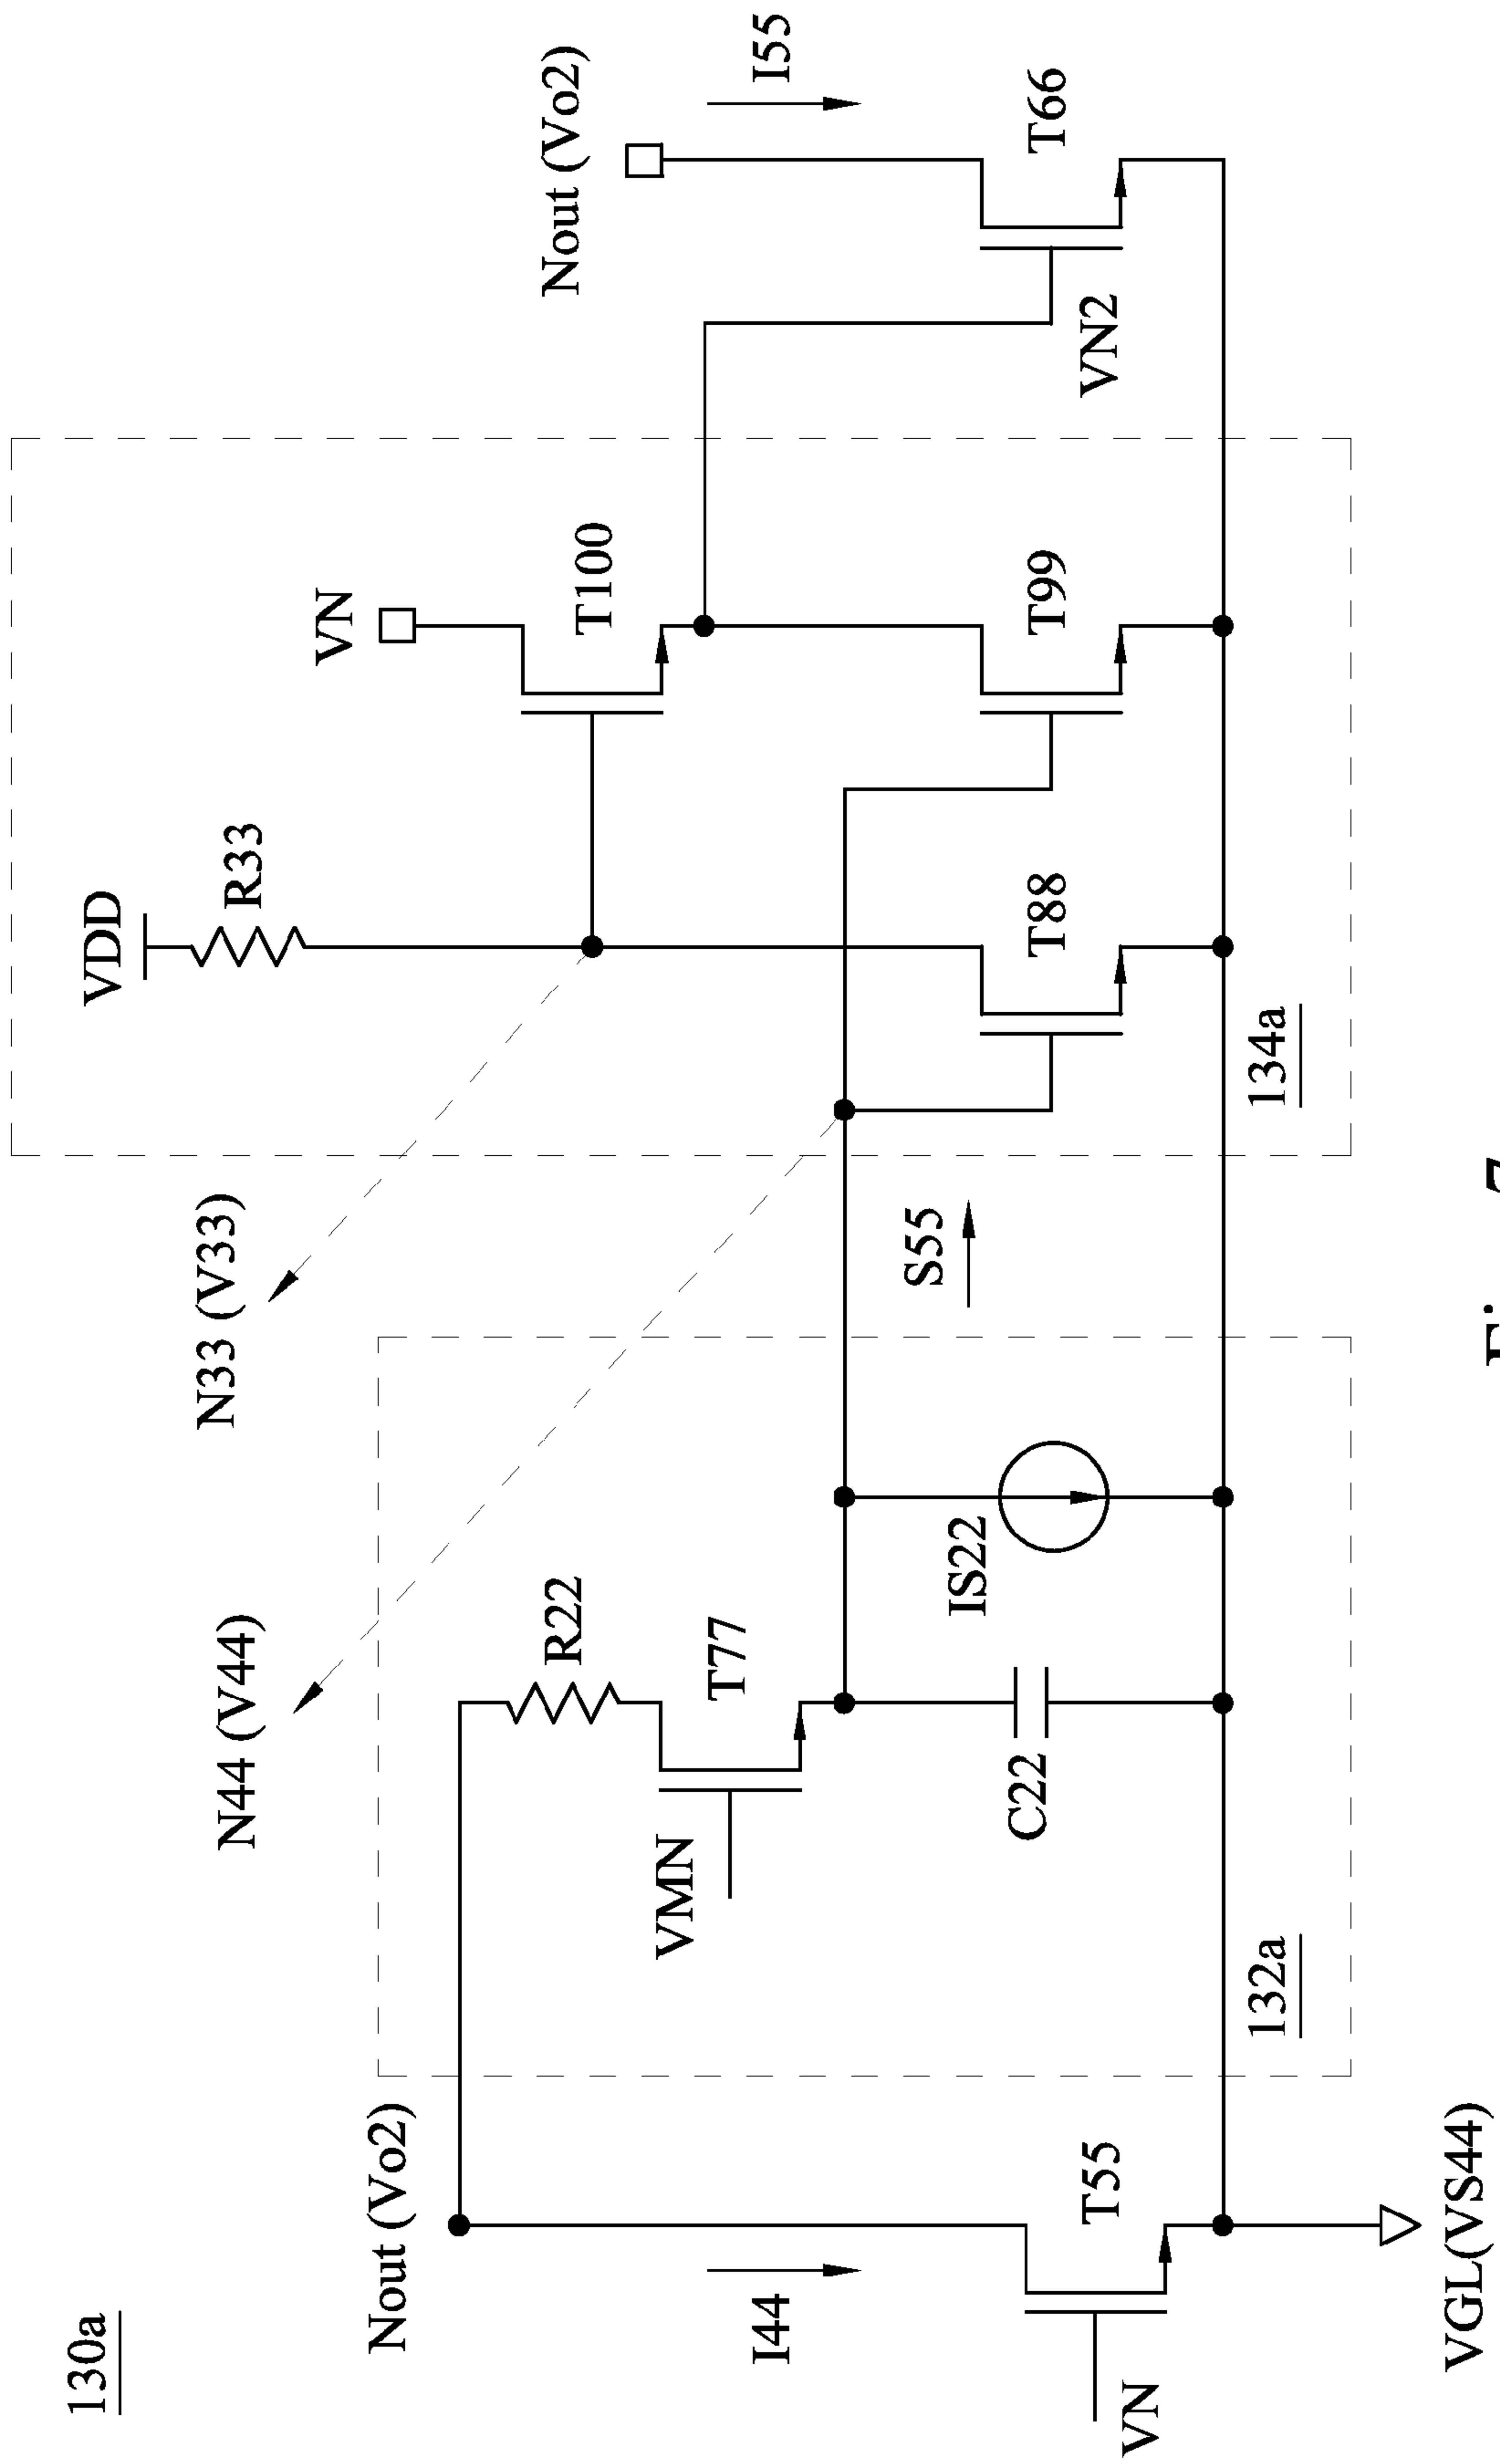 130a
VDD
R33
N33 (V33)
N44 (V44)
VN
Nout (Vo2)
Nout (Vo2)
R22
T100
I55
I44
VMN
T77
S55
IS22
C22
T88
T99
T66
VN2
T55
VN
132a
134a
VGL(VS44)